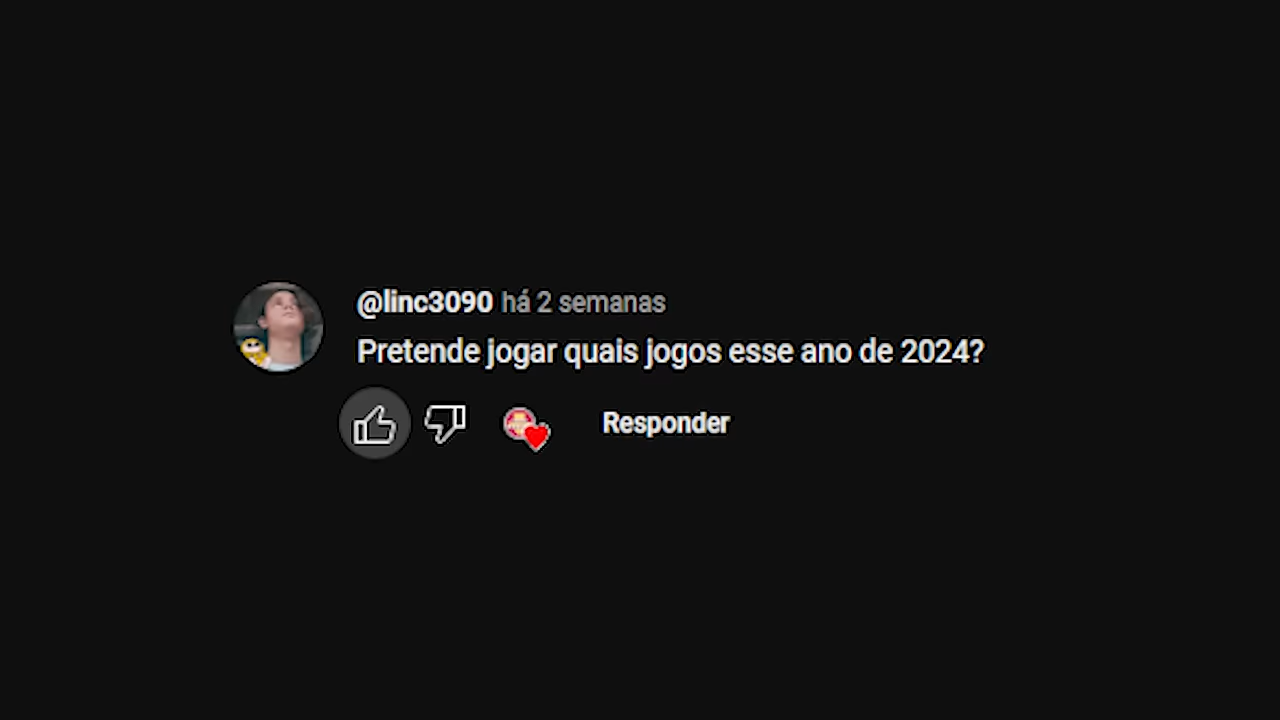 @linc3090 há 2 semanas
Pretende jogar quais jogos esse ano de 2024?
Responder